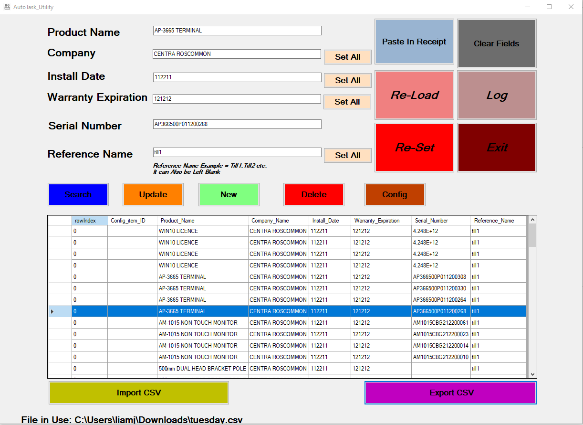 Autotask_Utility
Product Name
AP-3665 TERMINAL
Company
CENTRA ROSCOMMON
Set All
Install Date
112211
Set All
Warranty Expiration
121212
Set All
Serial Number
AP366500P011200268
Reference Name
till1
Set All
Reference Name Example = Till1,Till2 etc.
It can Also be Left Blank
Paste In Receipt
Clear Fields
Re-Load
Log
Re-Set
Exit
Search
Update
New
Delete
Config
rowIndex Config_item_ID Product_Name Company_Name Install_Date Warranty_Expiration Serial_Number Reference_Name
0 WIN10 LICENCE CENTRA ROSCOMMON 112211 121212 4.248E+12 till1
0 WIN10 LICENCE CENTRA ROSCOMMON 112211 121212 4.248E+12 till1
0 WIN10 LICENCE CENTRA ROSCOMMON 112211 121212 4.248E+12 till1
0 WIN10 LICENCE CENTRA ROSCOMMON 112211 121212 4.248E+12 till1
0 AP-3665 TERMINAL CENTRA ROSCOMMON 112211 121212 AP366500P011200308 till1
0 AP-3665 TERMINAL CENTRA ROSCOMMON 112211 121212 AP366500P011200330 till1
0 AP-3665 TERMINAL CENTRA ROSCOMMON 112211 121212 AP366500P011200264 till1
0 AP-3665 TERMINAL CENTRA ROSCOMMON 112211 121212 AP366500P011200268 till1
0 AM-1015 NON TOUCH MONITOR CENTRA ROSCOMMON 112211 121212 AM1015CBG212200061 till1
0 AM-1015 NON TOUCH MONITOR CENTRA ROSCOMMON 112211 121212 AM1015CBG212200023 till1
0 AM-1015 NON TOUCH MONITOR CENTRA ROSCOMMON 112211 121212 AM1015CBG212200014 till1
0 AM-1015 NON TOUCH MONITOR CENTRA ROSCOMMON 112211 121212 AM1015CBG212200010 till1
0 500mm DUAL HEAD BRACKET POLE CENTRA ROSCOMMON 112211 121212 till1
Import CSV
Export CSV
File in Use: C:\Users\liamj\Downloads\tuesday.csv